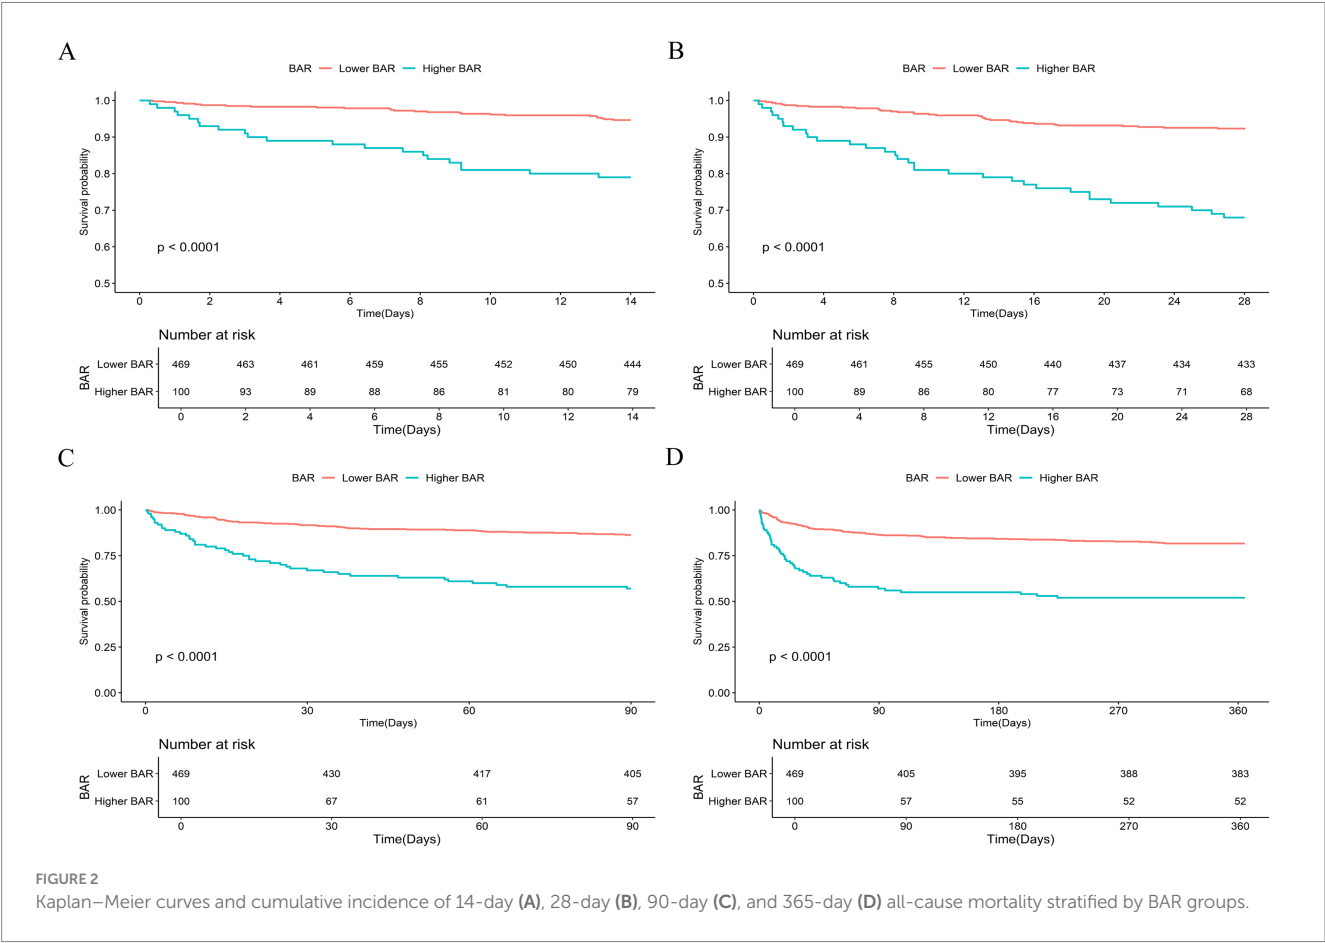 A
BAR Lower BAR Higher BAR
Survival probability
1.0
0.9
0.8
0.7
0.6
0.5
p < 0.0001
0 2 4 6 8 10 12 14
Time(Days)
Number at risk
BAR
Lower BAR 469 463 461 459 455 452 450 444
Higher BAR 100 93 89 88 86 81 80 79
0 2 4 6 8 10 12 14
Time(Days)
B
BAR Lower BAR Higher BAR
Survival probability
1.0
0.9
0.8
0.7
0.6
0.5
p < 0.0001
0 4 8 12 16 20 24 28
Time(Days)
Number at risk
BAR
Lower BAR 469 461 455 450 440 437 434 433
Higher BAR 100 89 86 80 77 73 71 68
0 4 8 12 16 20 24 28
Time(Days)
C
BAR Lower BAR Higher BAR
Survival probability
1.00
0.75
0.50
0.25
0.00
p < 0.0001
0 30 60 90
Time(Days)
Number at risk
BAR
Lower BAR 469 430 417 405
Higher BAR 100 67 61 57
0 30 60 90
Time(Days)
D
BAR Lower BAR Higher BAR
Survival probability
1.00
0.75
0.50
0.25
0.00
p < 0.0001
0 90 180 270 360
Time(Days)
Number at risk
BAR
Lower BAR 469 405 395 388 383
Higher BAR 100 57 55 52 52
0 90 180 270 360
Time(Days)
FIGURE 2
Kaplan–Meier curves and cumulative incidence of 14-day (A), 28-day (B), 90-day (C), and 365-day (D) all-cause mortality stratified by BAR groups.